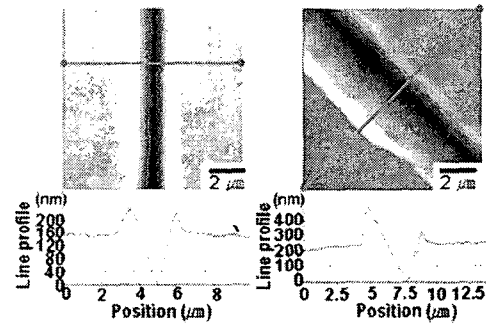 2 μm
2 μm
(nm)
Line profile
200
160
120
80
40
0
0 2 4 6 8
Position (μm)
(nm)
Line profile
400
300
200
100
0
0 2.5 5 7.5 10 12.5
Position (μm)